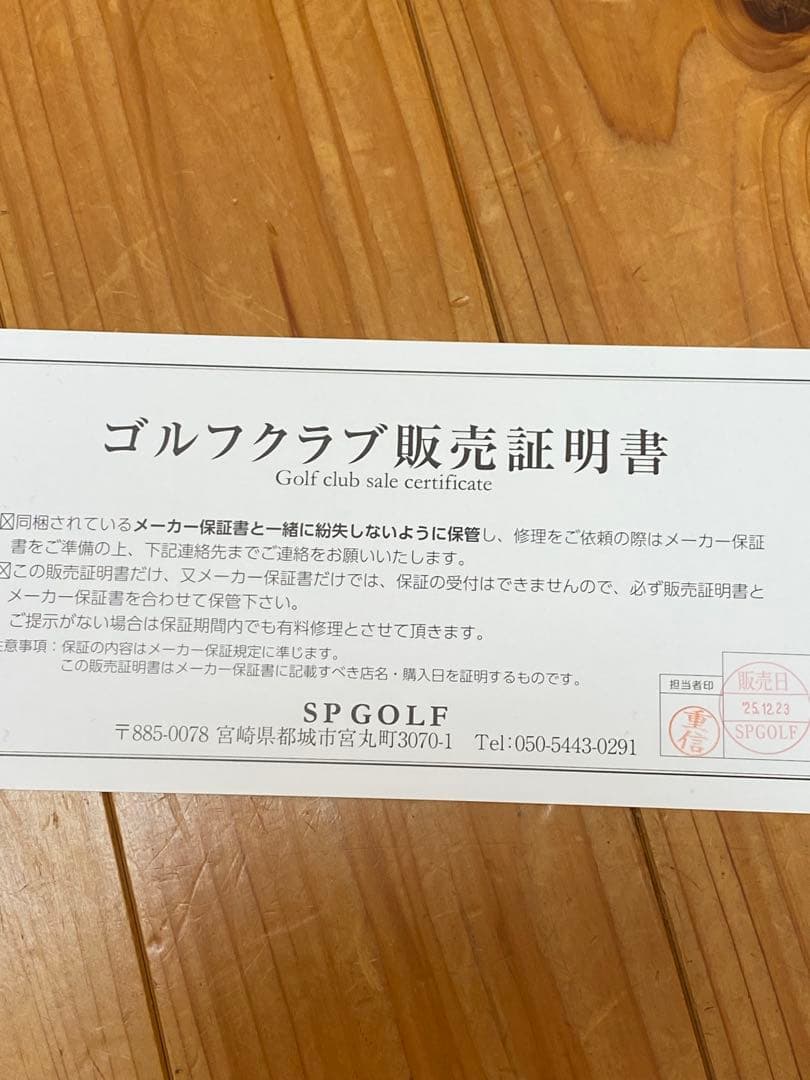 ゴルフクラブ販売証明書
Golf club sale certificate
同梱されているメーカー保証書と一緒に紛失しないように保管し、修理をご依頼の際はメーカー保証
書をご準備の上、下記連絡先までご連絡をお願いいたします。
この販売証明書だけ、又メーカー保証書だけでは、保証の受付はできませんので、必ず販売証明書と
メーカー保証書を合わせて保管下さい。
ご提示がない場合は保証期間内でも有料修理とさせて頂きます。
注意事項：保証の内容はメーカー保証規定に準じます。
この販売証明書はメーカー保証書に記載すべき店名・購入日を証明するものです。
SP GOLF
〒885-0078 宮崎県都城市宮丸町3070-1 Tel:050-5443-0291
担当者印
重信
販売日
'25.12.23
SPGOLF